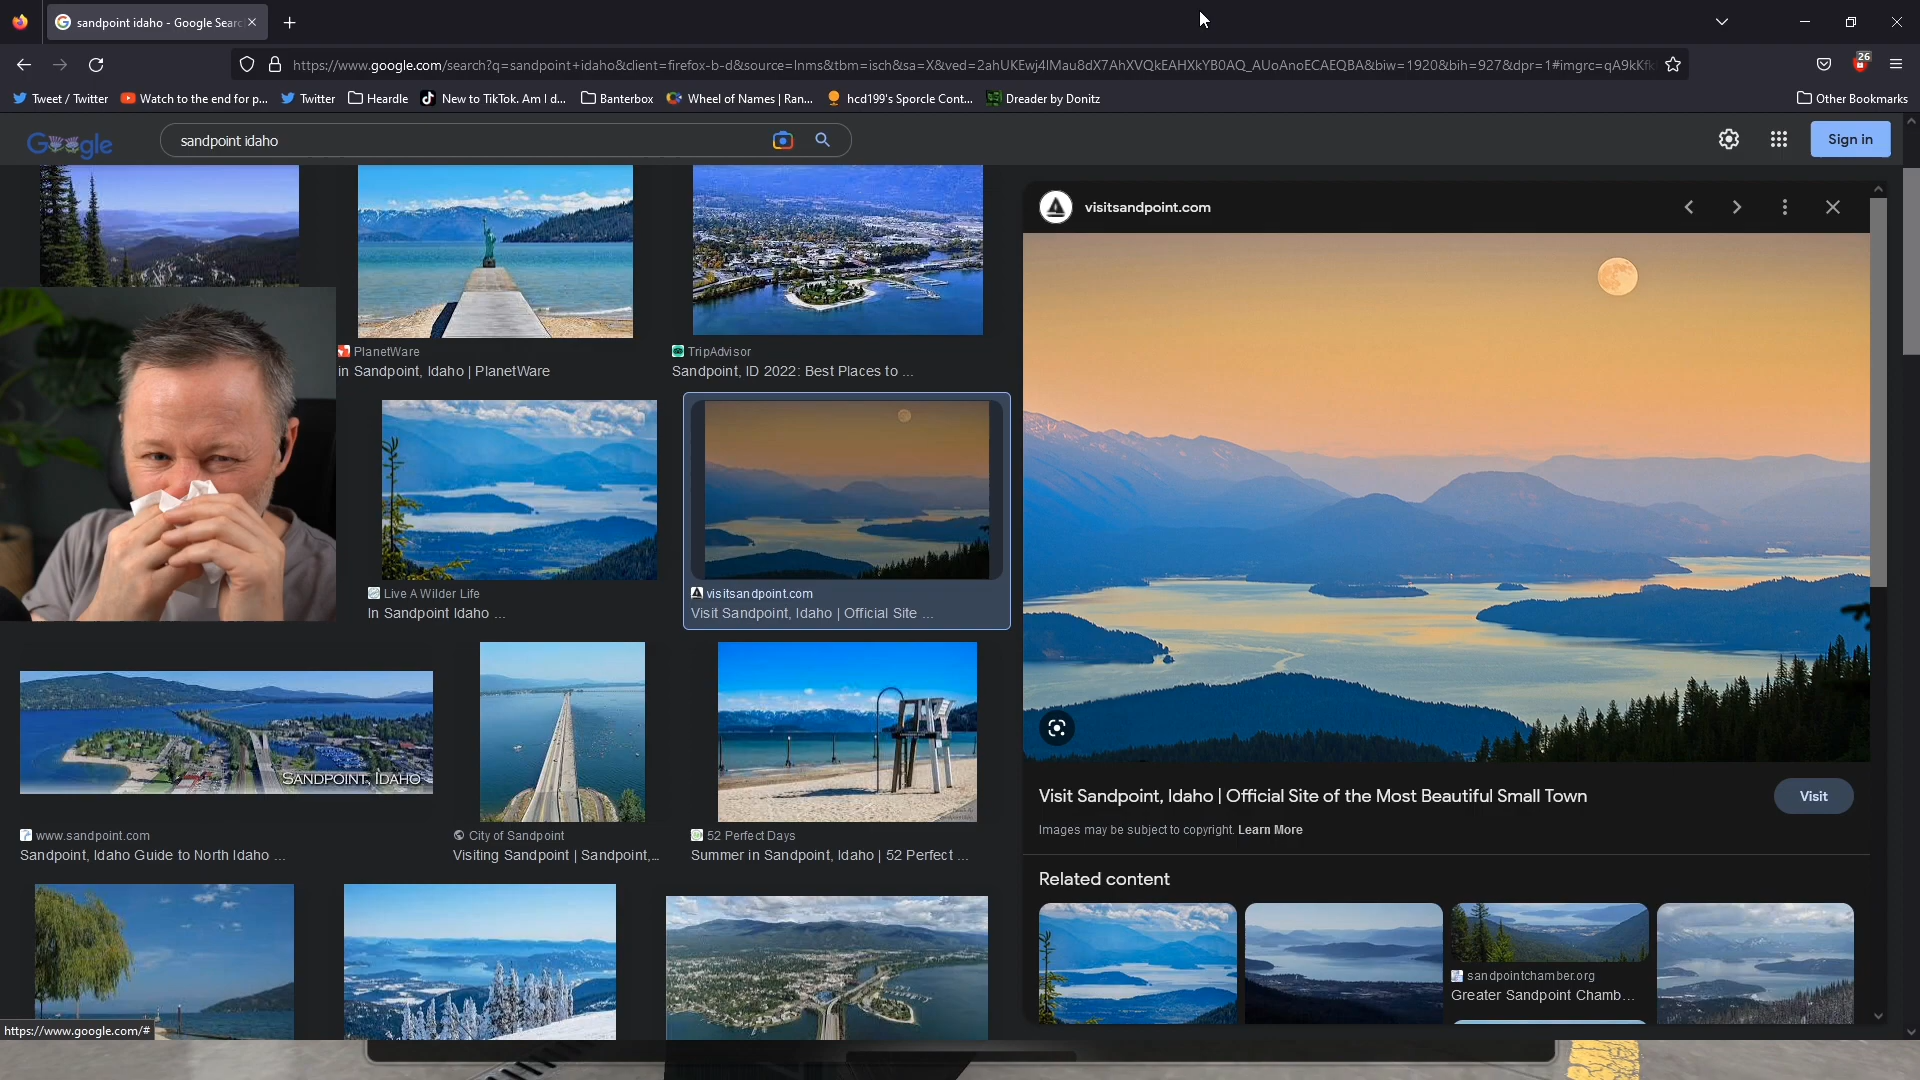 sandpoint idaho - Google Searc
https://www.google.com/search?q=sandpoint+idaho&client=firefox-b-d&source=lnms&tbm=isch&sa=X&ved=2ahUKEwj4lMau8dX7AhXVQkEAHXkYB0AQ_AUoAnoECAEQBA&biw=1920&bih=927&dpr=1#imgrc=qA9kKfk
26
Tweet / Twitter
Watch to the end for p...
Twitter
Heardle
New to TikTok. Am I d...
Banterbox
Wheel of Names | Ran...
hcd199's Sporcle Cont...
Dreader by Donitz
Other Bookmarks
Google
sandpoint idaho
Sign in
visitsandpoint.com
PlanetWare
in Sandpoint, Idaho | PlanetWare
TripAdvisor
Sandpoint, ID 2022: Best Places to ...
Live A Wilder Life
In Sandpoint Idaho ...
visitsandpoint.com
Visit Sandpoint, Idaho | Official Site ...
SANDPOINT, IDAHO
www.sandpoint.com
Sandpoint, Idaho Guide to North Idaho ...
City of Sandpoint
Visiting Sandpoint | Sandpoint,...
52 Perfect Days
Summer in Sandpoint, Idaho | 52 Perfect ...
Visit Sandpoint, Idaho | Official Site of the Most Beautiful Small Town
Visit
Images may be subject to copyright. Learn More
Related content
sandpointchamber.org
Greater Sandpoint Chamb...
https://www.google.com/#